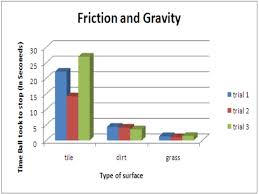 Friction and Gravity
Time Ball took to stop (In Seconeds)
30
25
20
15
10
5
0
tile
dirt
grass
Type of surface
trial 1
trial 2
trial 3